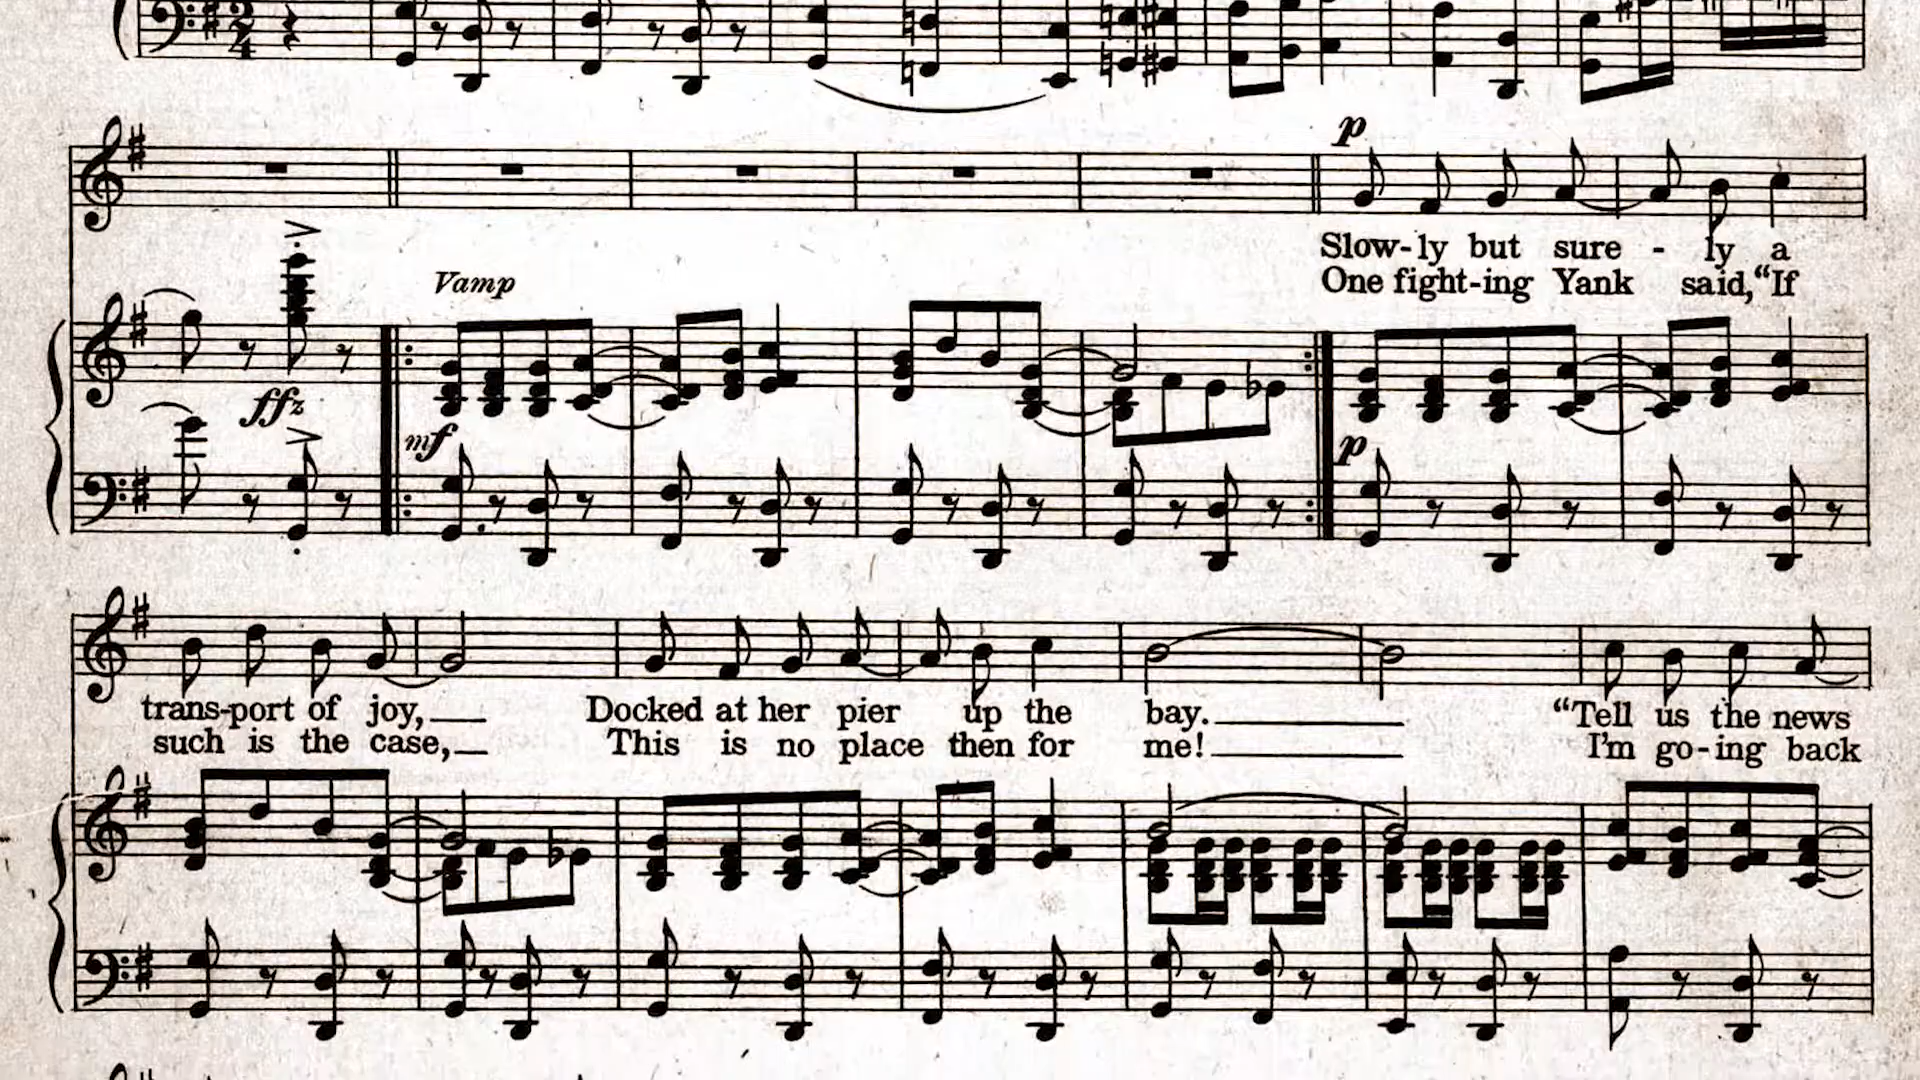 2/4
p
Slow-ly but sure - ly a
One fight-ing Yank said, “If
Vamp
ffz
mf
p
trans-port of joy,
Docked at her pier up the bay.
“Tell us the news
such is the case,
This is no place then for me!
I'm go-ing back